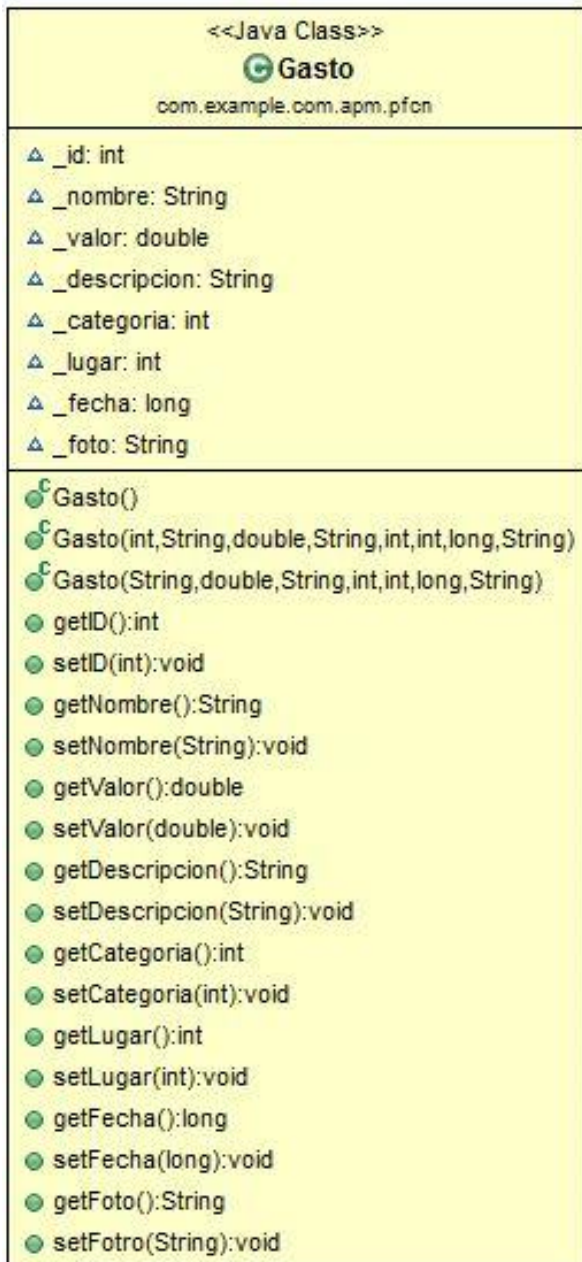 <<Java Class>>
Gasto
com.example.com.apm.pfcn
_id: int
_nombre: String
_valor: double
_descripcion: String
_categoria: int
_lugar: int
_fecha: long
_foto: String
Gasto()
Gasto(int,String,double,String,int,int,long,String)
Gasto(String,double,String,int,int,long,String)
getID():int
setID(int):void
getNombre():String
setNombre(String):void
getValor():double
setValor(double):void
getDescripcion():String
setDescripcion(String):void
getCategoria():int
setCategoria(int):void
getLugar():int
setLugar(int):void
getFecha():long
setFecha(long):void
getFoto():String
setFotro(String):void